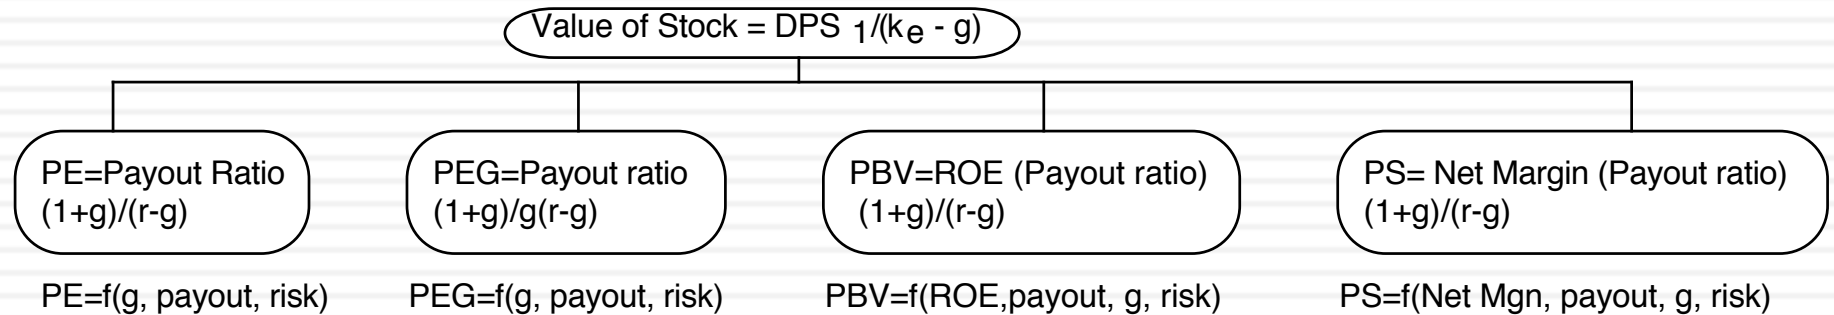 Value of Stock = DPS 1/(ke - g)
PE=Payout Ratio
(1+g)/(r-g)
PEG=Payout ratio
(1+g)/g(r-g)
PBV=ROE (Payout ratio)
(1+g)/(r-g)
PS= Net Margin (Payout ratio)
(1+g)/(r-g)
PE=f(g, payout, risk)
PEG=f(g, payout, risk)
PBV=f(ROE,payout, g, risk)
PS=f(Net Mgn, payout, g, risk)